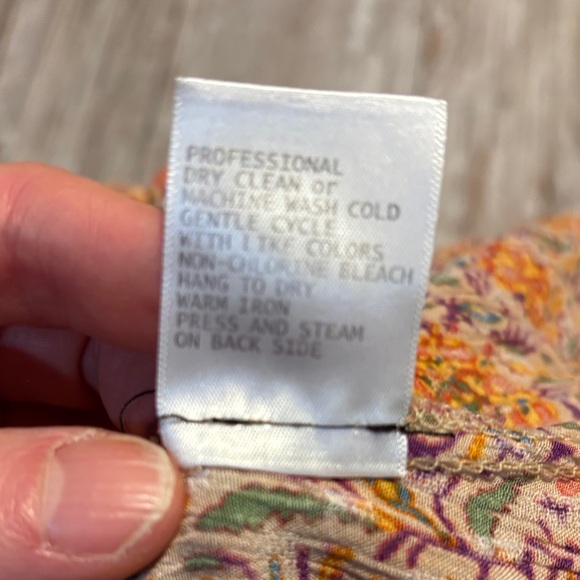 PROFESSIONAL
DRY CLEAN or
MACHINE WASH COLD
GENTLE CYCLE
WITH LIKE COLORS
NON-CHLORINE BLEACH
HANG TO DRY
WARM IRON
PRESS AND STEAM
ON BACK SIDE